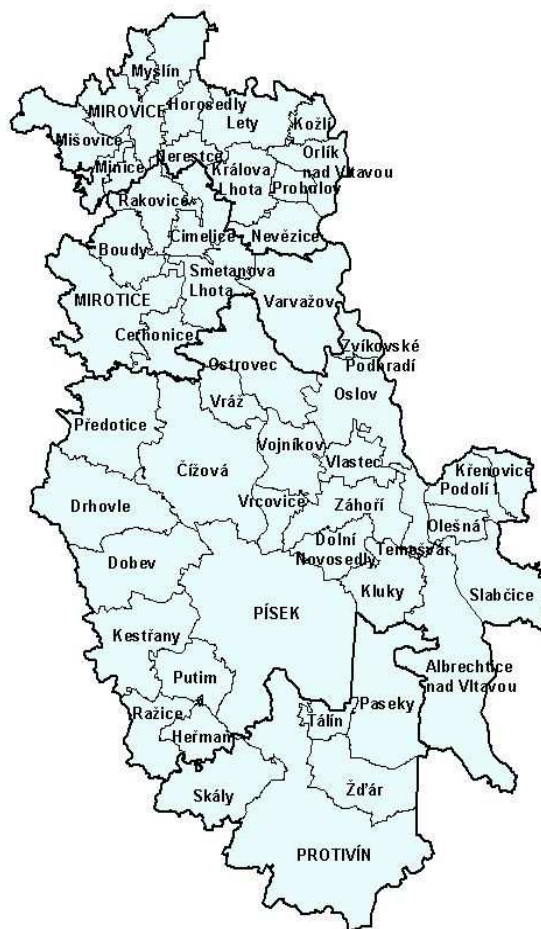 Myslín
MIROVICE
Horosedly
Lety
Kožlí
Mišovice
Orlík
nad Vltavou
Minice
Nerestce
Králova
Lhota
Probulov
Rakovice
Boudy
Čimelice
Nevězice
Smetanova
Lhota
MIROTICE
Varvažov
Cerhonice
Zvíkovské
Podhradí
Ostrovec
Oslov
Vráž
Předotice
Vojníkov
Čížová
Vlastec
Křenovice
Podolí
Drhovle
Vrcovice
Záhoří
Olešná
Dolní
Novosedly
Temešvár
Dobev
Kluky
Slabčice
PÍSEK
Kestřany
Albrechtice
nad Vltavou
Putim
Paseky
Ražice
Tálín
Heřmaň
Skály
Žďár
PROTIVÍN